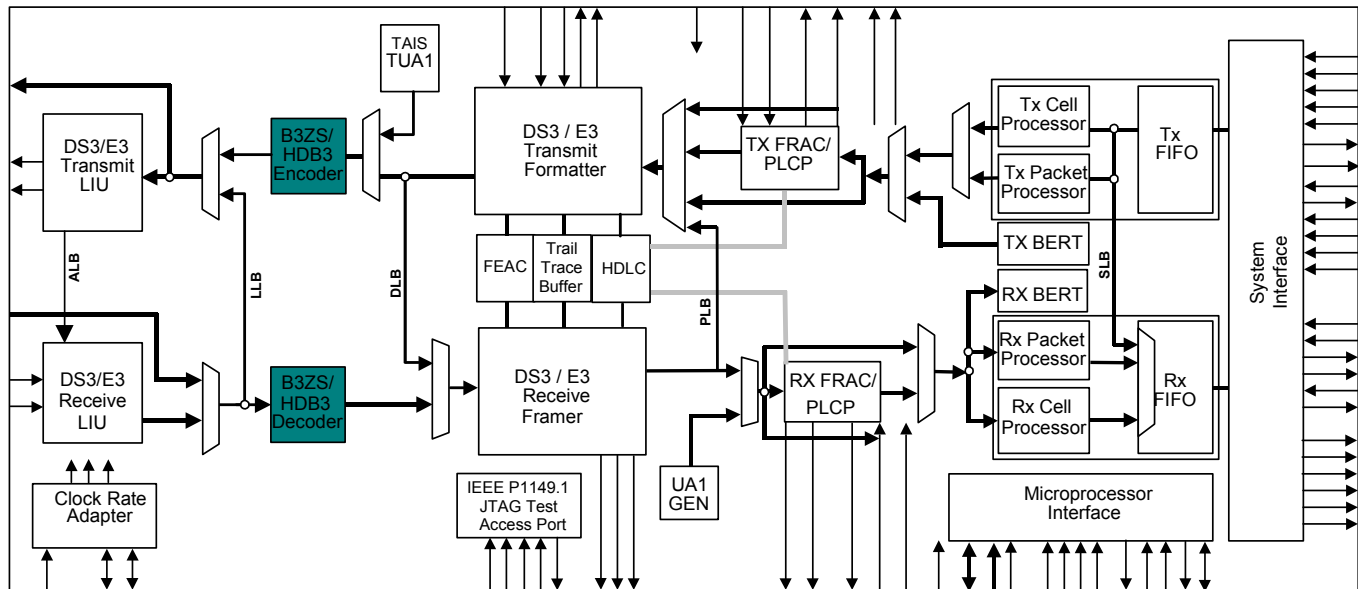 TAIS
TUA1
DS3/E3
Transmit
LIU
B3ZS/
HDB3
Encoder
DS3 / E3
Transmit
Formatter
TX FRAC/
PLCP
Tx Cell
Processor
Tx Packet
Processor
Tx
FIFO
TX BERT
RX BERT
System
Interface
FEAC
Trail
Trace
Buffer
HDLC
ALB
LLB
DLB
PLB
SLB
DS3/E3
Receive
LIU
B3ZS/
HDB3
Decoder
DS3 / E3
Receive
Framer
RX FRAC/
PLCP
Rx Packet
Processor
Rx Cell
Processor
Rx
FIFO
UA1
GEN
Clock Rate
Adapter
IEEE P1149.1
JTAG Test
Access Port
Microprocessor
Interface